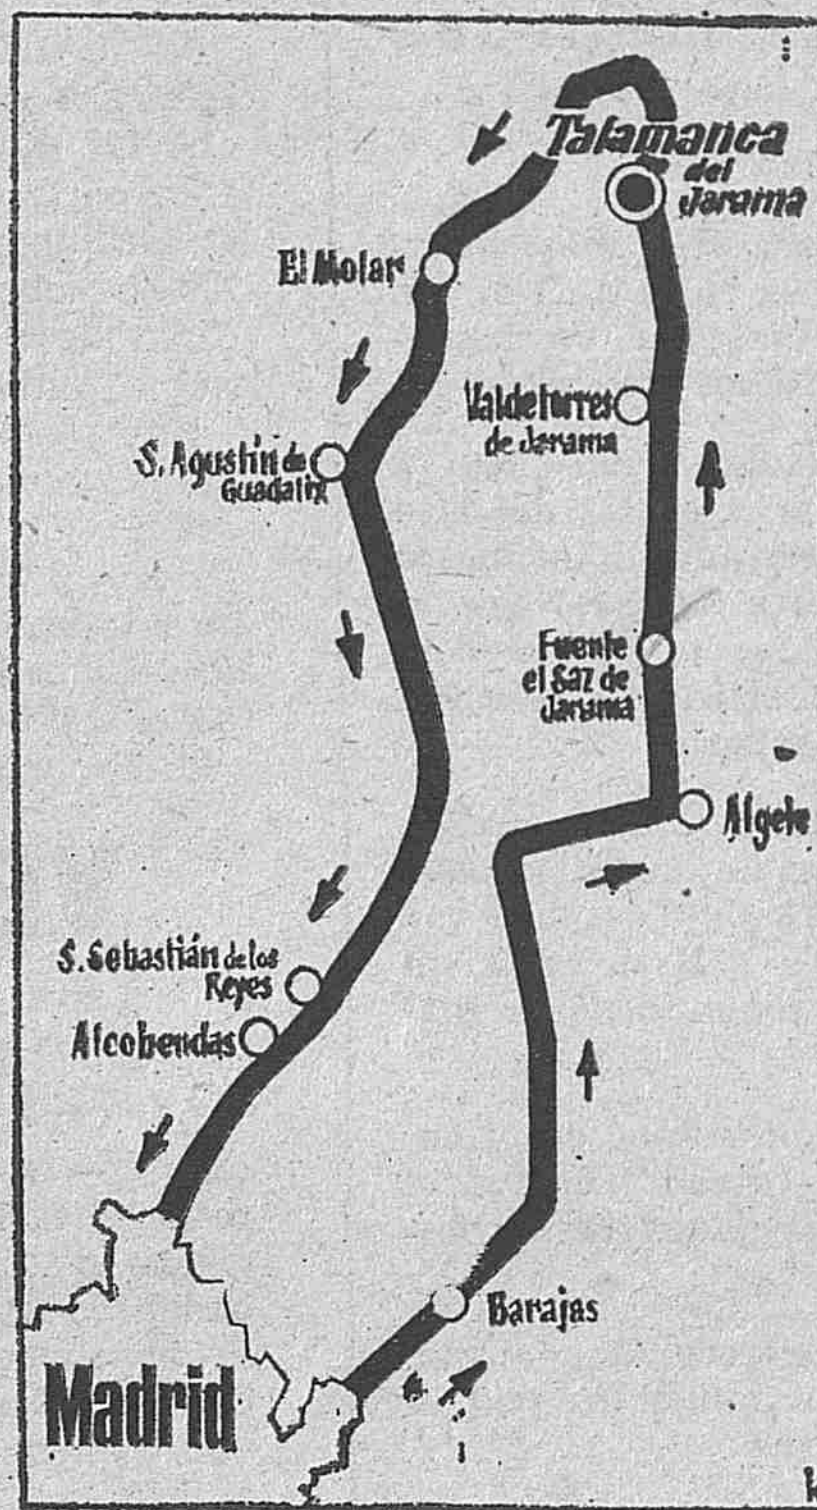 Talamanca
del
Jarama
El Molar
Valdetorres
de Jarama
S. Agustín de
Guadalix
Fuente
el Saz de
Jarama
Algete
S. Sebastián de los
Reyes
Alcobendas
Barajas
Madrid